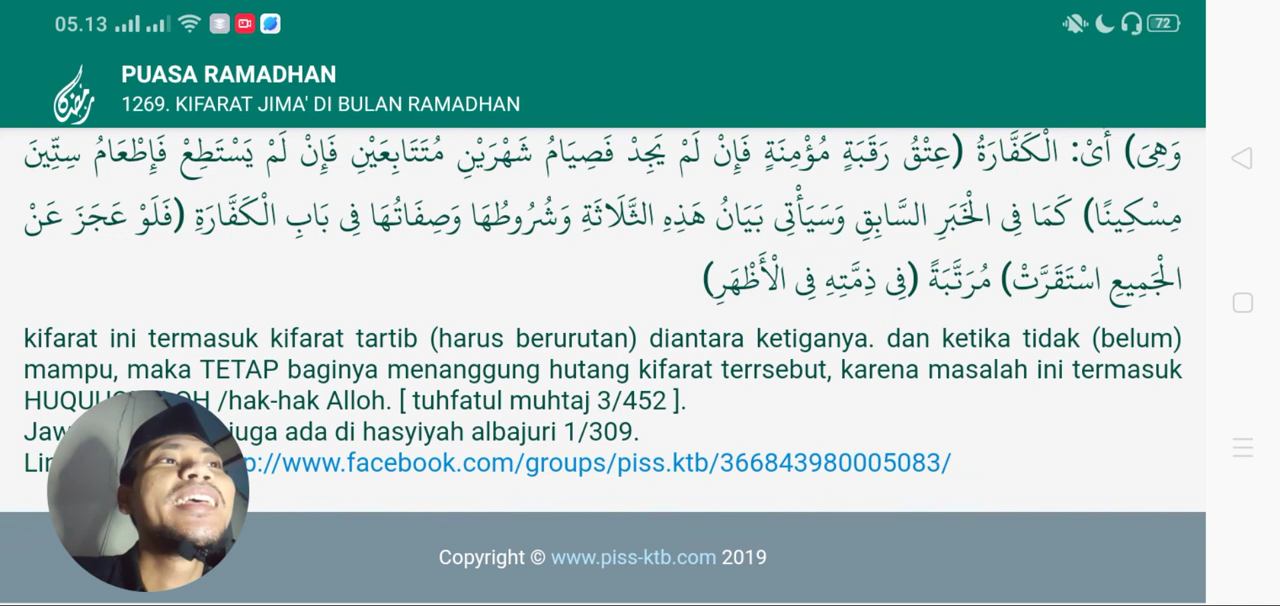 05.13
72
PUASA RAMADHAN
1269. KIFARAT JIMA' DI BULAN RAMADHAN
وَهِيَ) أَيْ: الْكَفَّارَةُ (عِتْقُ رَقَبَةٍ مُؤْمِنَةٍ فَإِنْ لَمْ يَجِدْ فَصِيَامُ شَهْرَيْنِ مُتَتَابِعَيْنِ فَإِنْ لَمْ يَسْتَطِعْ فَإِطْعَامُ سِتِّينَ
مِسْكِينًا) كَمَا فِي الْخَبَرِ السَّابِقِ وَسَيَأْتِي بَيَانُ هَذِهِ الثَّلَاثَةِ وَشُرُوطُهَا وَصِفَاتُهَا فِي بَابِ الْكَفَّارَةِ (فَلَوْ عَجَزَ عَنْ
الْجَمِيعِ اسْتَقَرَّتْ) مُرَتَّبَةً (فِي ذِمَّتِهِ فِي الْأَظْهَرِ)
kifarat ini termasuk kifarat tartib (harus berurutan) diantara ketiganya. dan ketika tidak (belum)
mampu, maka TETAP baginya menanggung hutang kifarat terrsebut, karena masalah ini termasuk
/hak-hak Alloh. [ tuhfatul muhtaj 3/452 ].
juga ada di hasyiyah albajuri 1/309.
://www.facebook.com/groups/piss.ktb/366843980005083/
Copyright © www.piss-ktb.com 2019